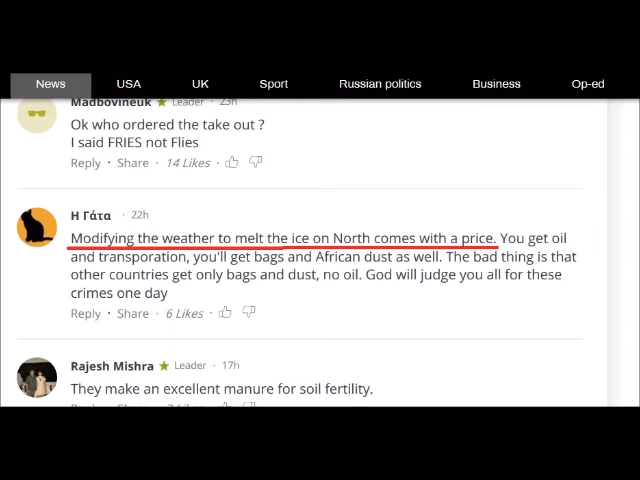 News USA UK Sport Russian politics Business Op-ed
Madbovineuk Leader · 23h
Ok who ordered the take out ?
I said FRIES not Flies
Reply · Share · 14 Likes ·
Η Γάτα · 22h
Modifying the weather to melt the ice on North comes with a price. You get oil
and transporation, you'll get bags and African dust as well. The bad thing is that
other countries get only bags and dust, no oil. God will judge you all for these
crimes one day
Reply · Share · 6 Likes ·
Rajesh Mishra Leader · 17h
They make an excellent manure for soil fertility.